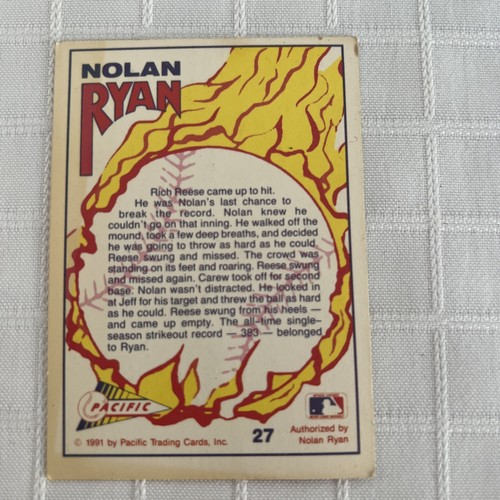 NOLAN
RYAN
Rich Reese came up to hit.
He was Nolan's last chance to
break the record. Nolan knew he
couldn't go on that inning. He walked off the
mound, took a few deep breaths, and decided
he was going to throw as hard as he could.
Reese swung and missed. The crowd was
standing on its feet and roaring. Reese swung
and missed again. Carew took off for second
base. Nolan wasn't distracted. He looked in
at Jeff for his target and threw the ball as hard
as he could. Reese swung from his heels —
and came up empty. The all-time single-
season strikeout record — 383 — belonged
to Ryan.
PACIFIC
© 1991 by Pacific Trading Cards, Inc.
27
Authorized by
Nolan Ryan